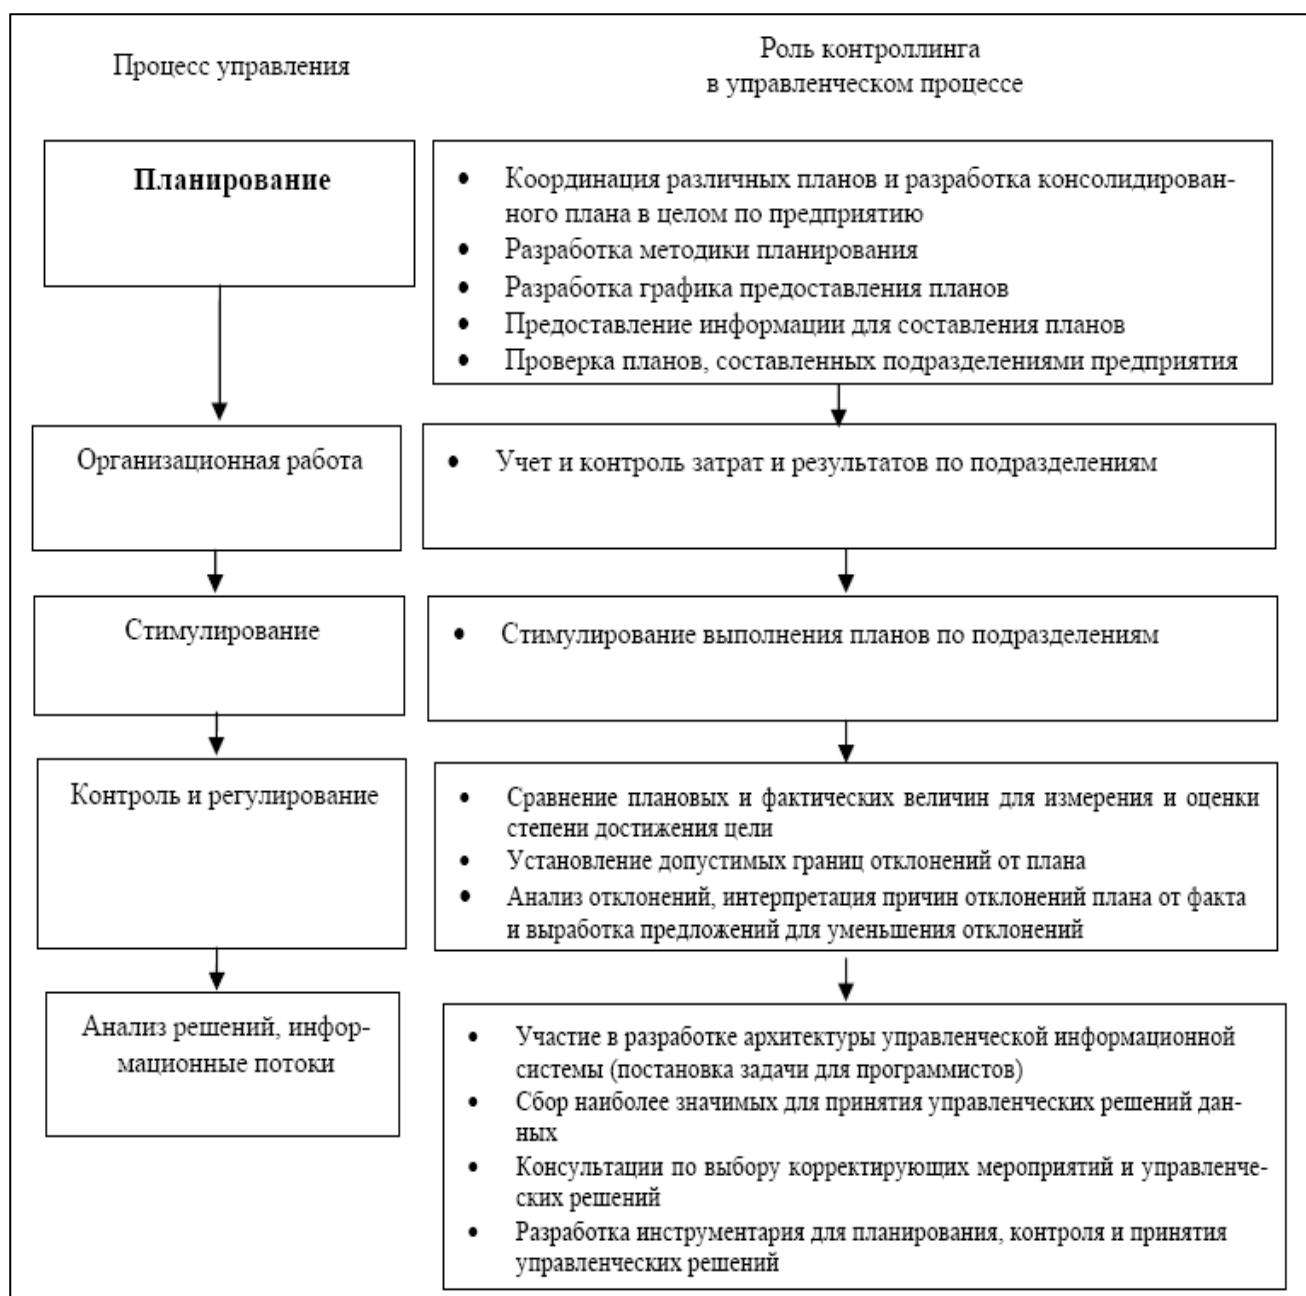 Процесс управления
Роль контроллинга
в управленческом процессе
Планирование
• Координация различных планов и разработка консолидирован-
ного плана в целом по предприятию
• Разработка методики планирования
• Разработка графика предоставления планов
• Предоставление информации для составления планов
• Проверка планов, составленных подразделениями предприятия
Организационная работа
• Учет и контроль затрат и результатов по подразделениям
Стимулирование
• Стимулирование выполнения планов по подразделениям
Контроль и регулирование
• Сравнение плановых и фактических величин для измерения и оценки
степени достижения цели
• Установление допустимых границ отклонений от плана
• Анализ отклонений, интерпретация причин отклонений плана от факта
и выработка предложений для уменьшения отклонений
Анализ решений, инфор-
мационные потоки
• Участие в разработке архитектуры управленческой информационной
системы (постановка задачи для программистов)
• Сбор наиболее значимых для принятия управленческих решений дан-
ных
• Консультации по выбору корректирующих мероприятий и управленче-
ских решений
• Разработка инструментария для планирования, контроля и принятия
управленческих решений